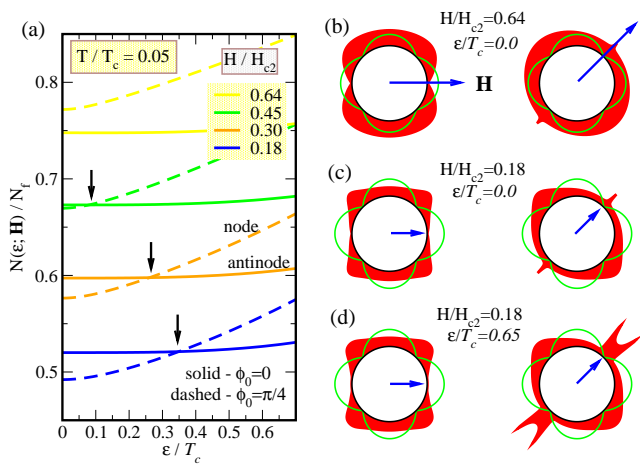 (a)
T / T_c = 0.05
H / H_c2
0.64
0.45
0.30
0.18
node
antinode
solid - ϕ_0=0
dashed - ϕ_0=π/4
N(ε; H) / N_f
0.8
0.7
0.6
0.5
0 0.1 0.2 0.3 0.4 0.5 0.6
ε / T_c
(b)
H/H_c2=0.64
ε/T_c=0.0
H
(c)
H/H_c2=0.18
ε/T_c=0.0
(d)
H/H_c2=0.18
ε/T_c=0.65